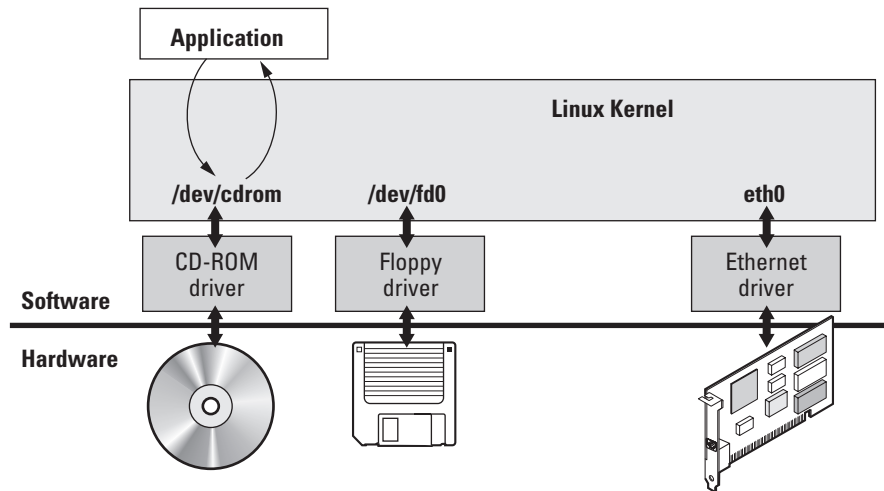 Application
Linux Kernel
/dev/cdrom
/dev/fd0
eth0
CD-ROM
driver
Floppy
driver
Ethernet
driver
Software
Hardware